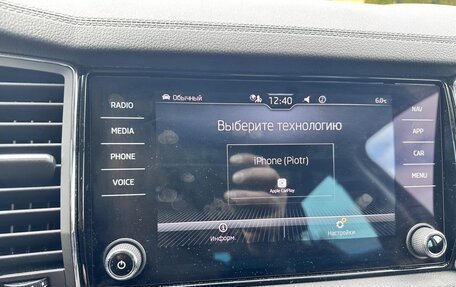 Обычный 12:40 6.0°C
RADIO
MEDIA
PHONE
VOICE
Выберите технологию
iPhone (Piotr)
Apple CarPlay
Информ.
Настройки
NAV
APP
CAR
MENU